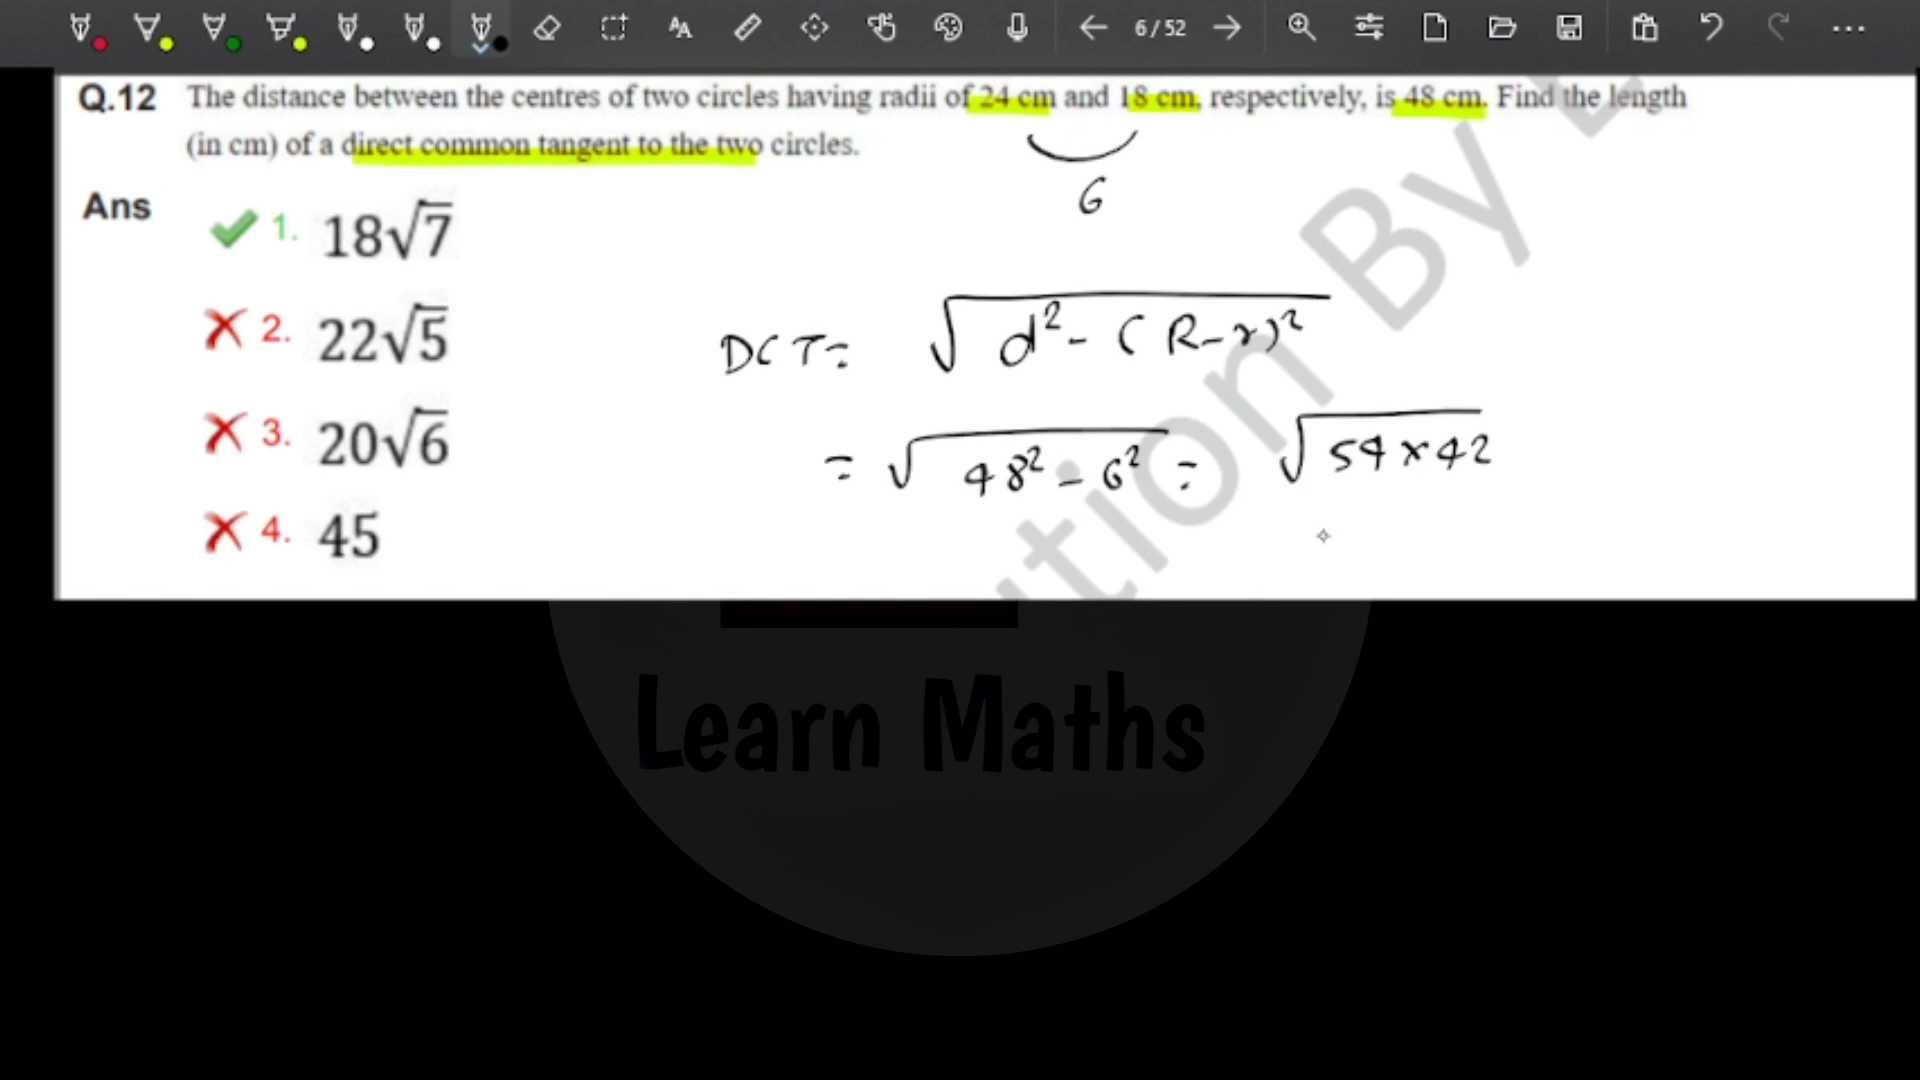 6 / 52
Q.12 The distance between the centres of two circles having radii of 24 cm and 18 cm, respectively, is 48 cm. Find the length
(in cm) of a direct common tangent to the two circles.
6
Ans
1. 18√7
2. 22√5
3. 20√6
4. 45
DCT = √d² - (R-r)²
= √48² - 6² = √54 × 42
tion By
Learn Maths